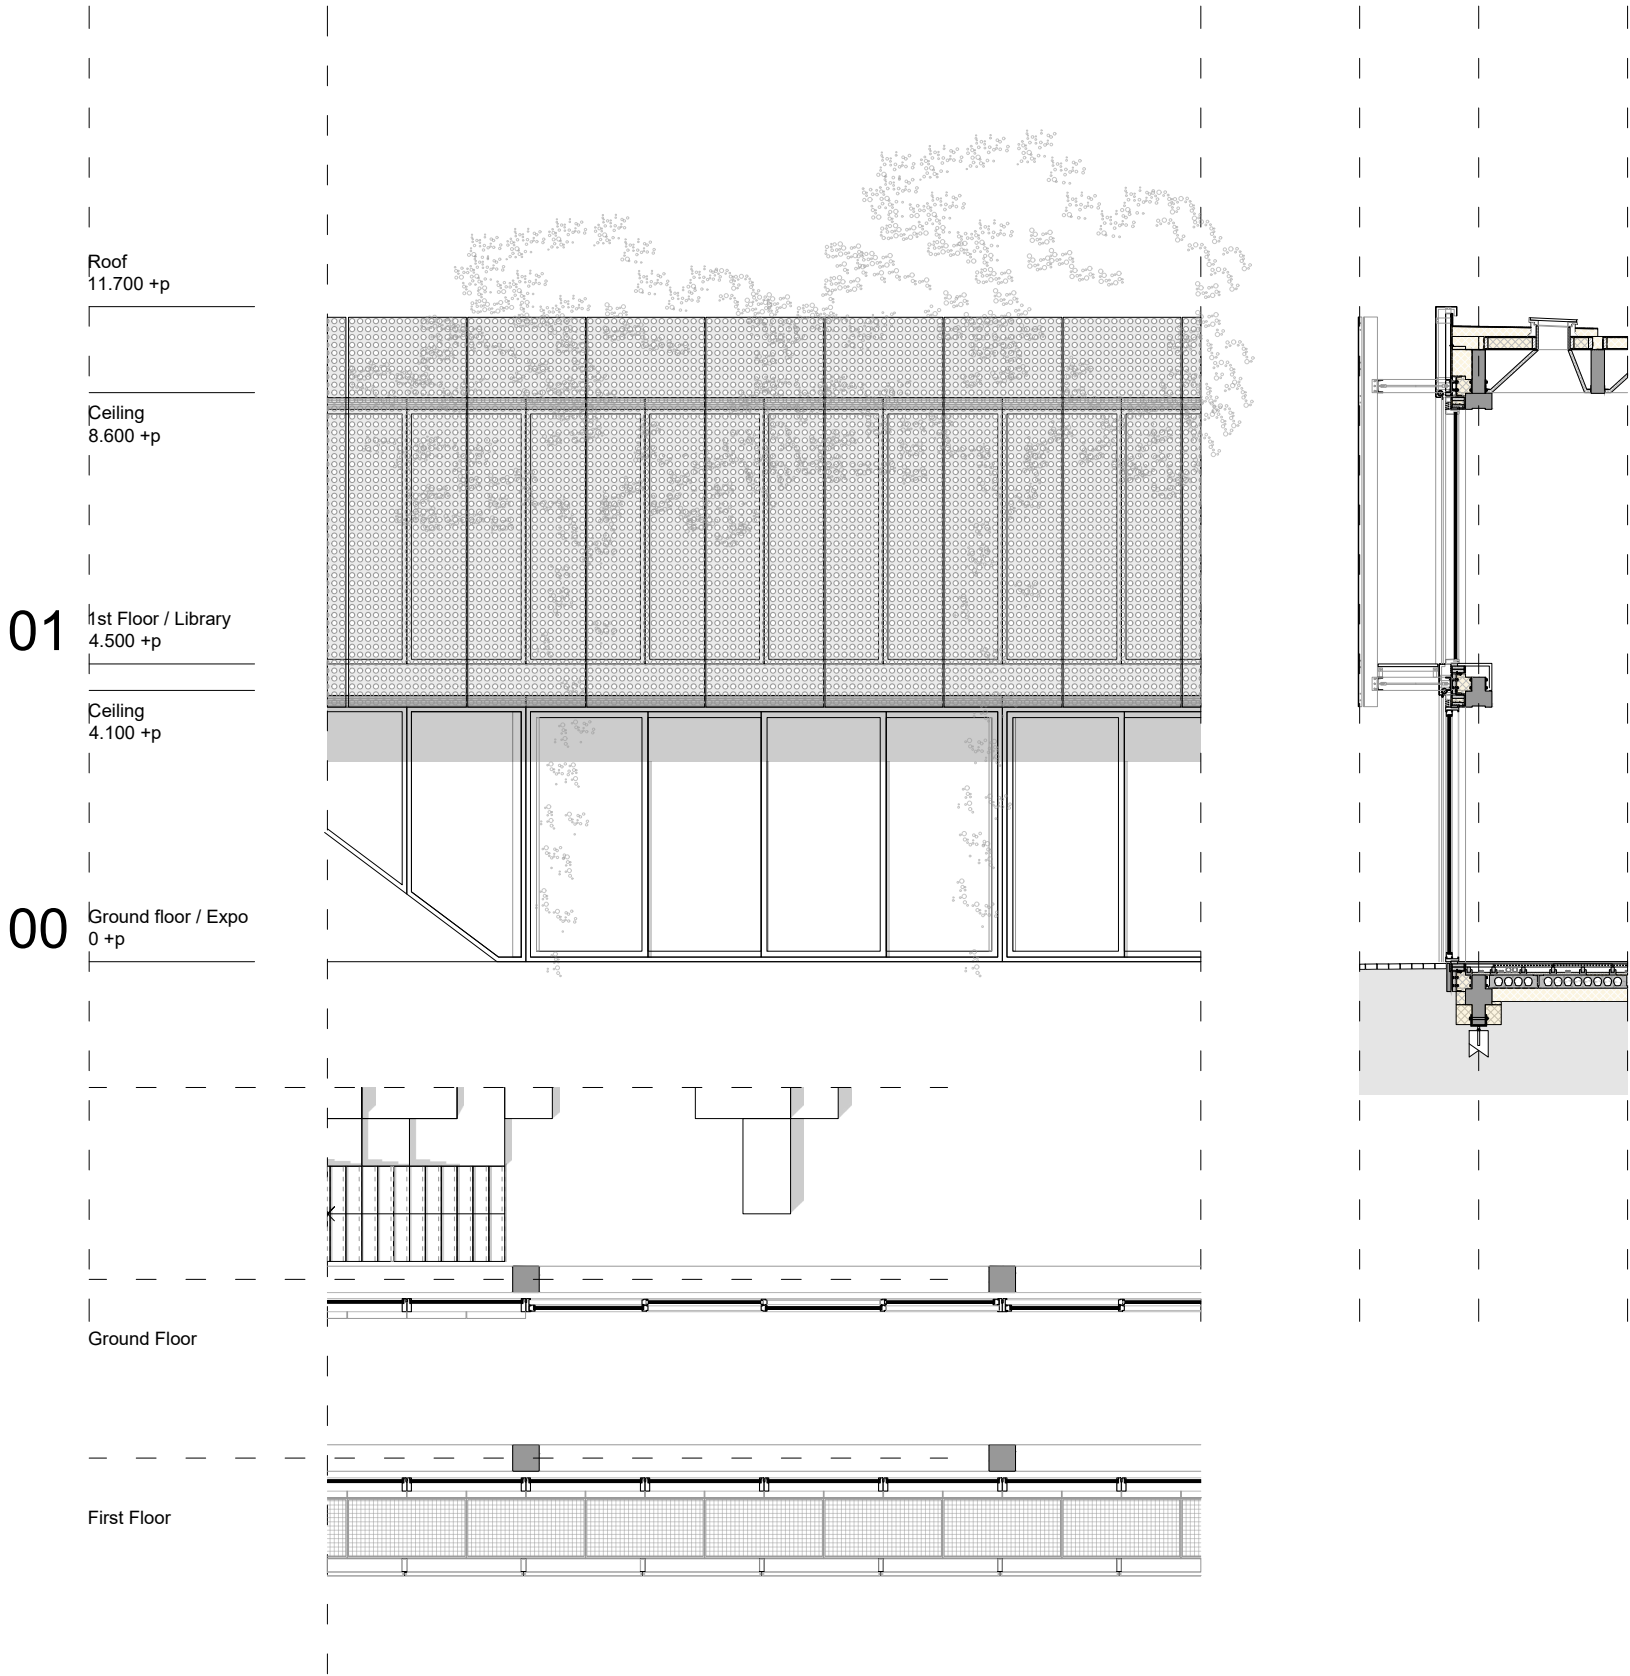 Roof
11.700 +p
Ceiling
8.600 +p
01
1st Floor / Library
4.500 +p
Ceiling
4.100 +p
00
Ground floor / Expo
0 +p
Ground Floor
First Floor